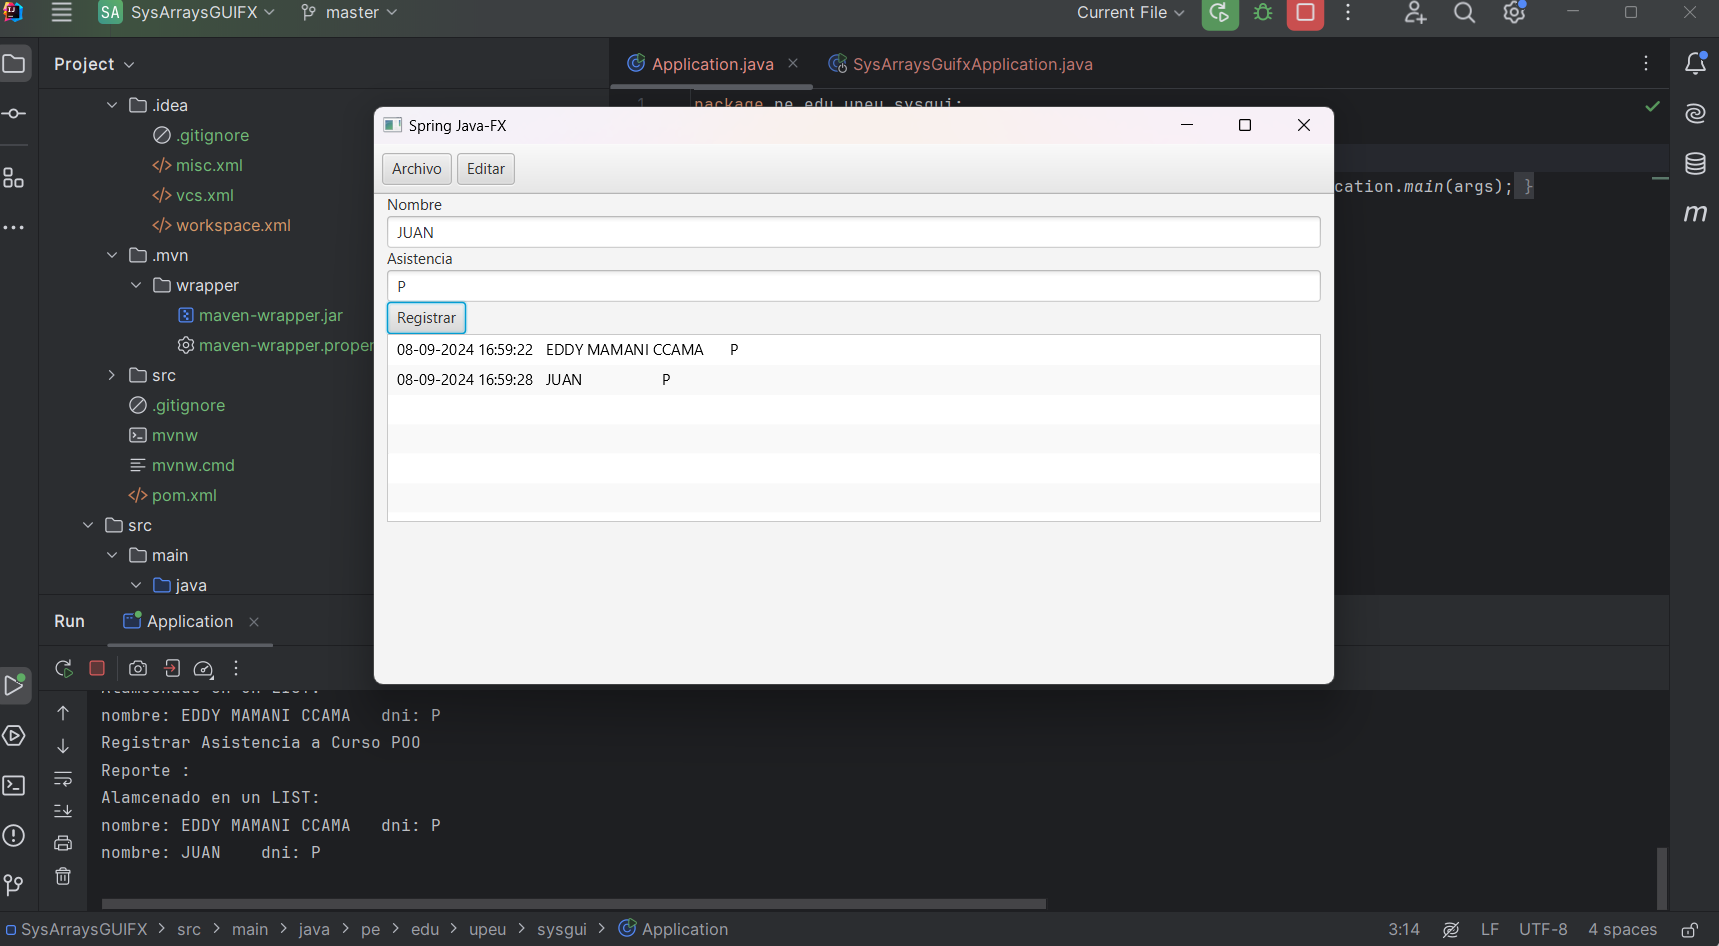 SA SysArraysGUIFX master Current File
Project
Application.java SysArraysGuifxApplication.java
.idea
.gitignore
misc.xml
vcs.xml
workspace.xml
.mvn
wrapper
maven-wrapper.jar
maven-wrapper.proper
src
.gitignore
mvnw
mvnw.cmd
pom.xml
src
main
java
1 package pe.edu.upeu.sysgui;
cation.main(args); }
Spring Java-FX
Archivo Editar
Nombre
JUAN
Asistencia
P
Registrar
08-09-2024 16:59:22 EDDY MAMANI CCAMA P
08-09-2024 16:59:28 JUAN P
Run Application
Alamcenado en un LIST:
nombre: EDDY MAMANI CCAMA dni: P
Registrar Asistencia a Curso POO
Reporte :
Alamcenado en un LIST:
nombre: EDDY MAMANI CCAMA dni: P
nombre: JUAN dni: P
SysArraysGUIFX > src > main > java > pe > edu > upeu > sysgui > Application 3:14 LF UTF-8 4 spaces